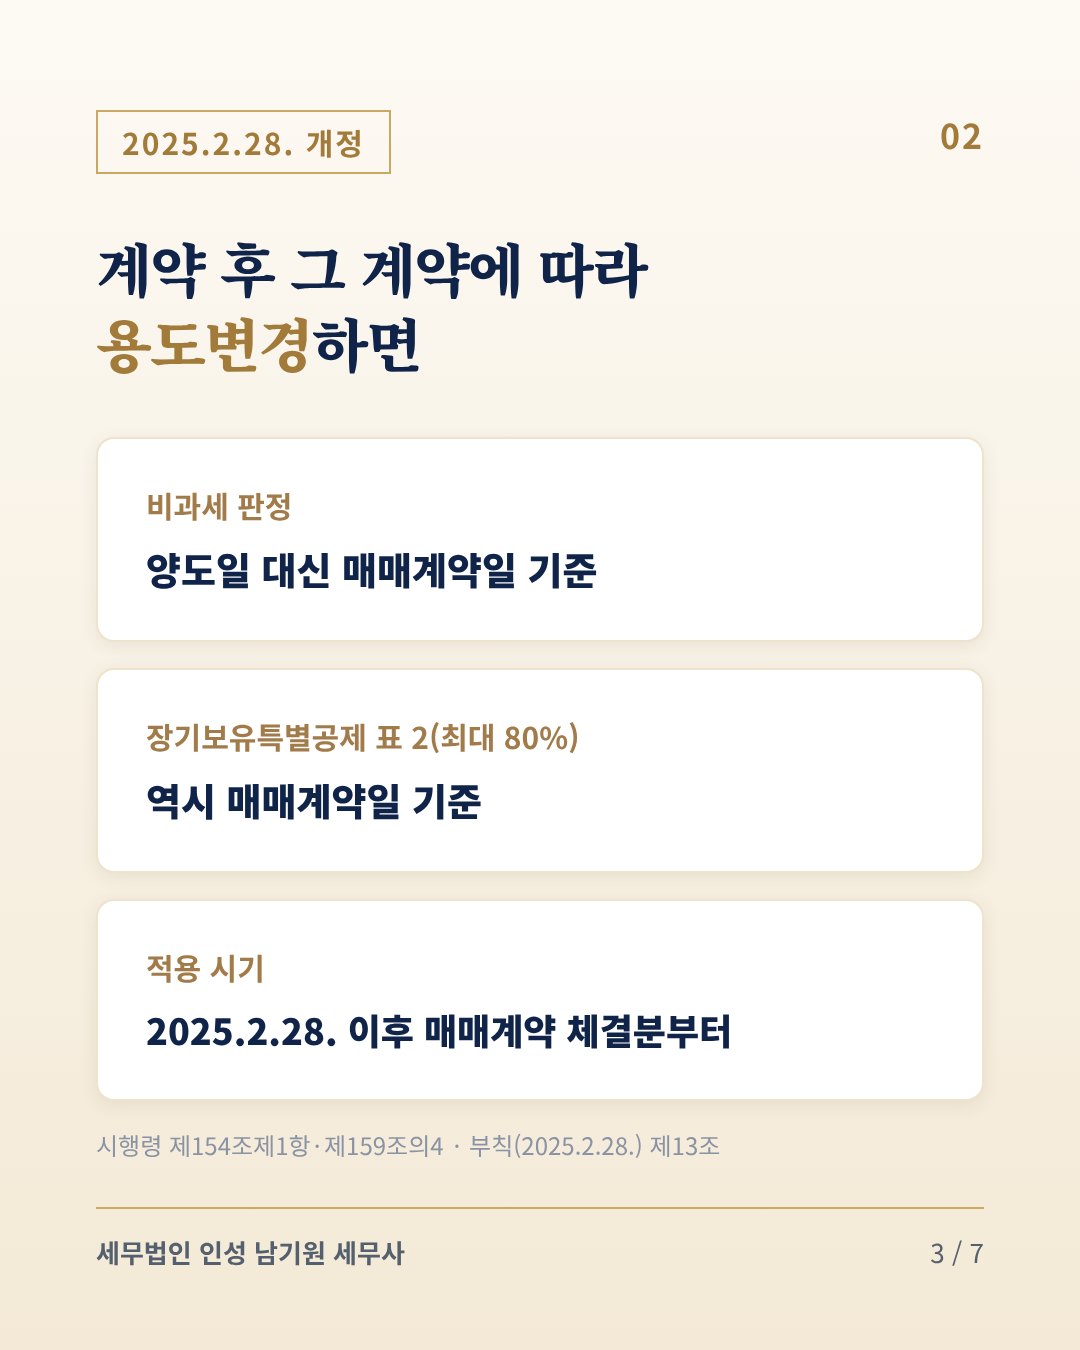 2025.2.28. 개정
02
계약 후 그 계약에 따라
용도변경하면
비과세 판정
양도일 대신 매매계약일 기준
장기보유특별공제 표 2(최대 80%)
역시 매매계약일 기준
적용 시기
2025.2.28. 이후 매매계약 체결분부터
시행령 제154조제1항·제159조의4 · 부칙(2025.2.28.) 제13조
세무법인 인성 남기원 세무사
3 / 7